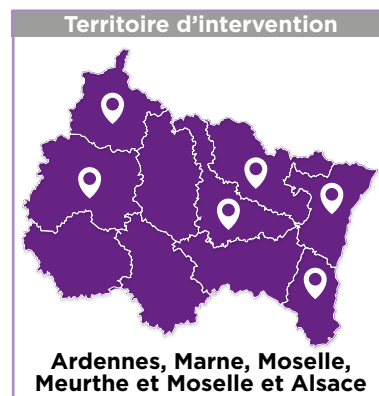 Territoire d'intervention
Ardennes, Marne, Moselle,
Meurthe et Moselle et Alsace